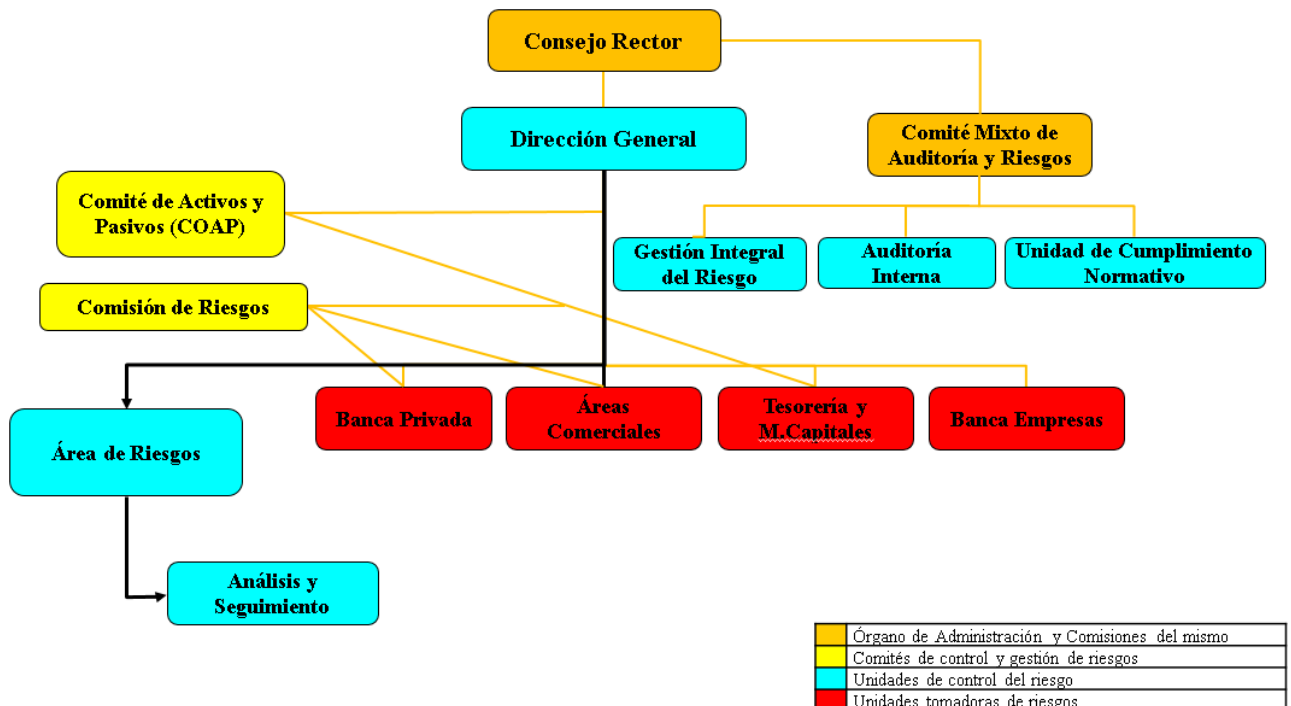 Consejo Rector
Dirección General
Comité Mixto de
Auditoría y Riesgos
Comité de Activos y
Pasivos (COAP)
Gestión Integral
del Riesgo
Auditoría
Interna
Unidad de Cumplimiento
Normativo
Comisión de Riesgos
Banca Privada
Áreas
Comerciales
Tesorería y
M.Capitales
Banca Empresas
Área de Riesgos
Análisis y
Seguimiento
Órgano de Administración y Comisiones del mismo
Comités de control y gestión de riesgos
Unidades de control del riesgo
Unidades tomadoras de riesgos